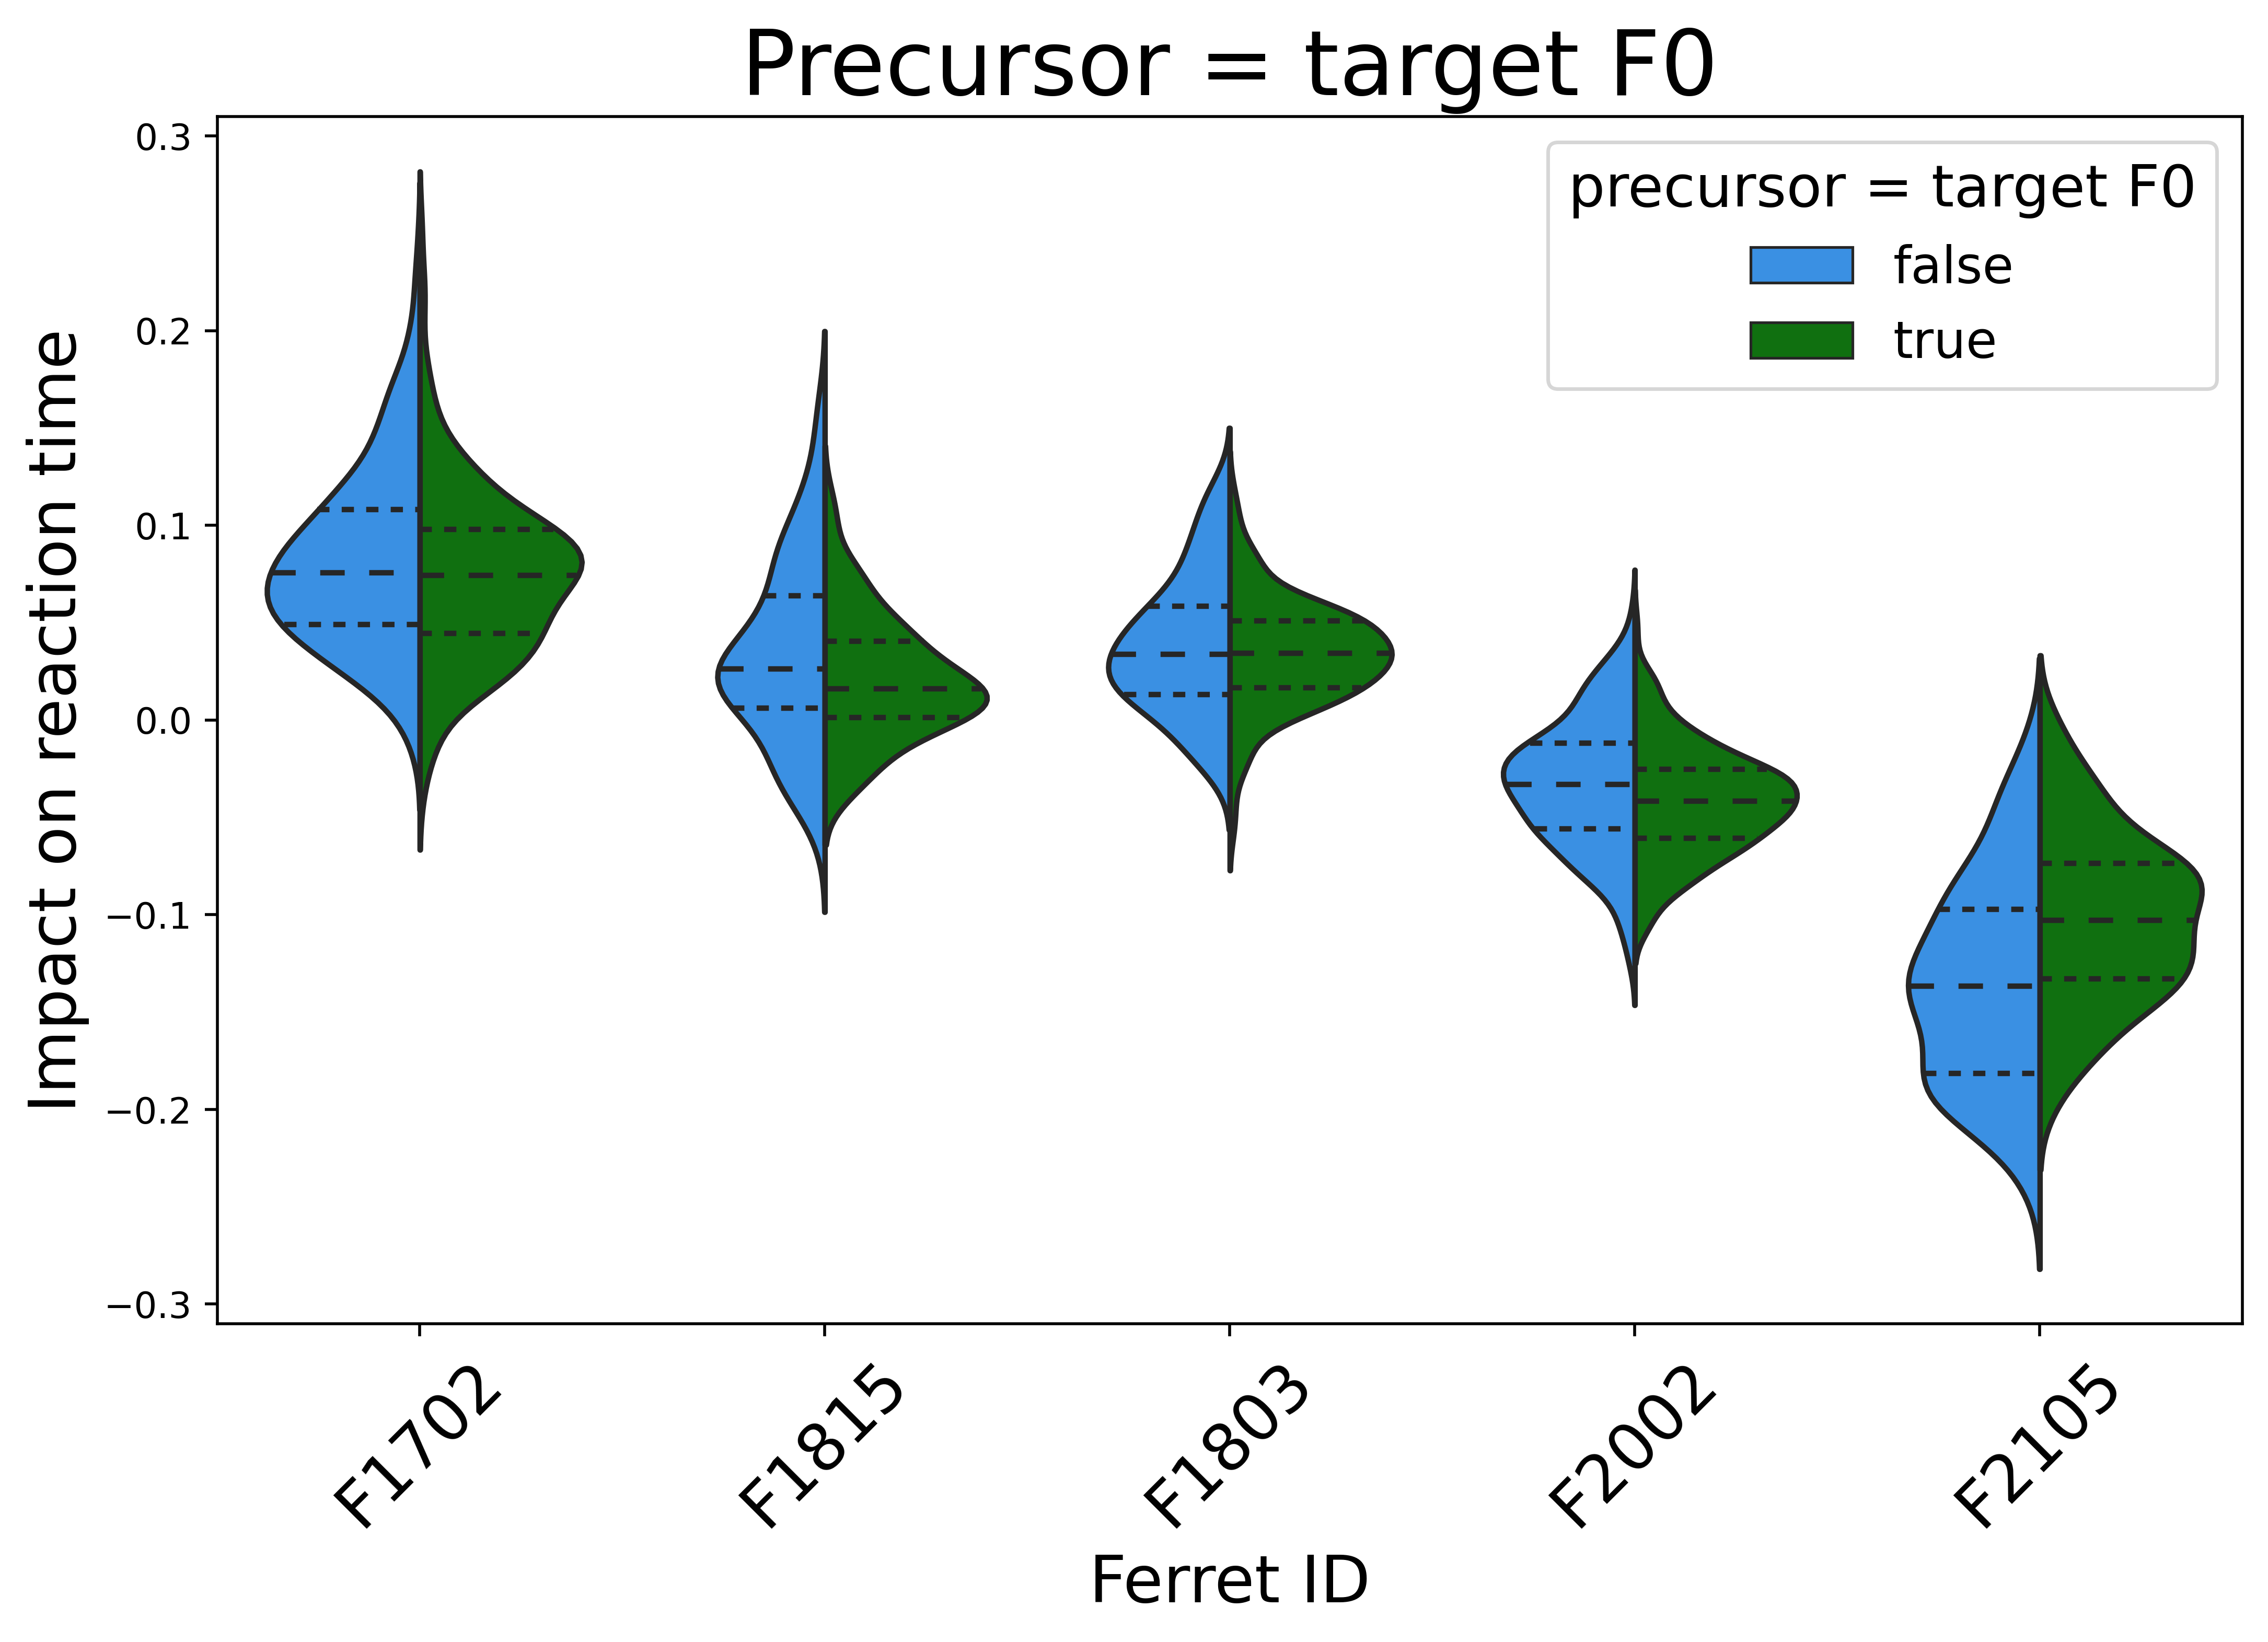 Precursor = target F0
precursor = target F0
false
true
Impact on reaction time
0.3
0.2
0.1
0.0
−0.1
−0.2
−0.3
F1702
F1815
F1803
F2002
F2105
Ferret ID